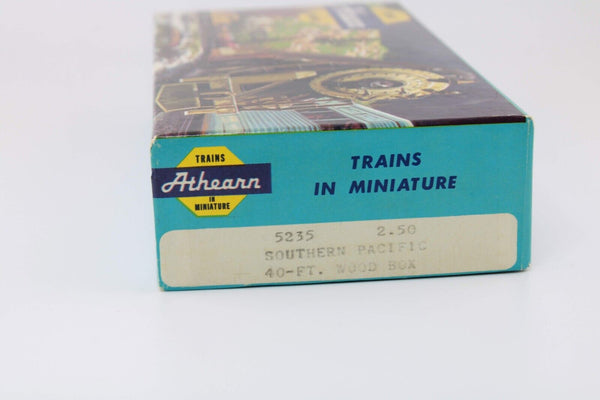 TRAINS
Athearn
IN
MINIATURE
TRAINS
IN MINIATURE
5235 2.50
SOUTHERN PACIFIC
40-FT. WOOD BOX